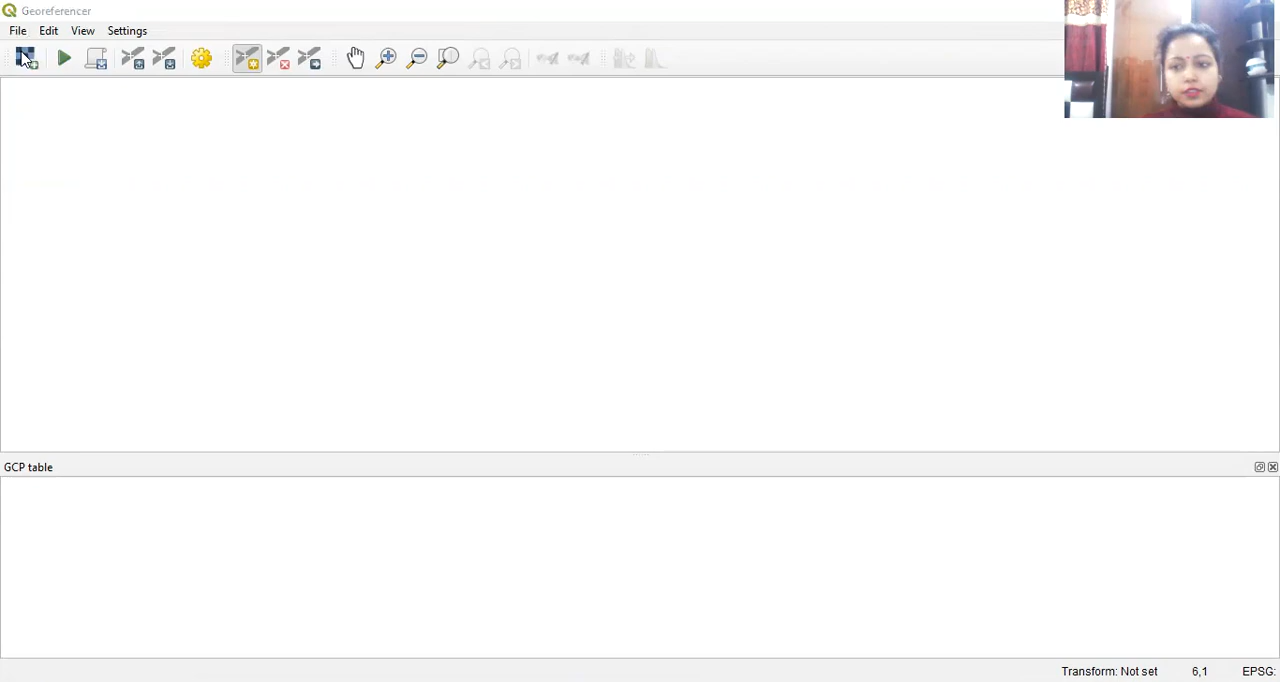 Georeferencer
File Edit View Settings
GCP table
Transform: Not set 6,1 EPSG: